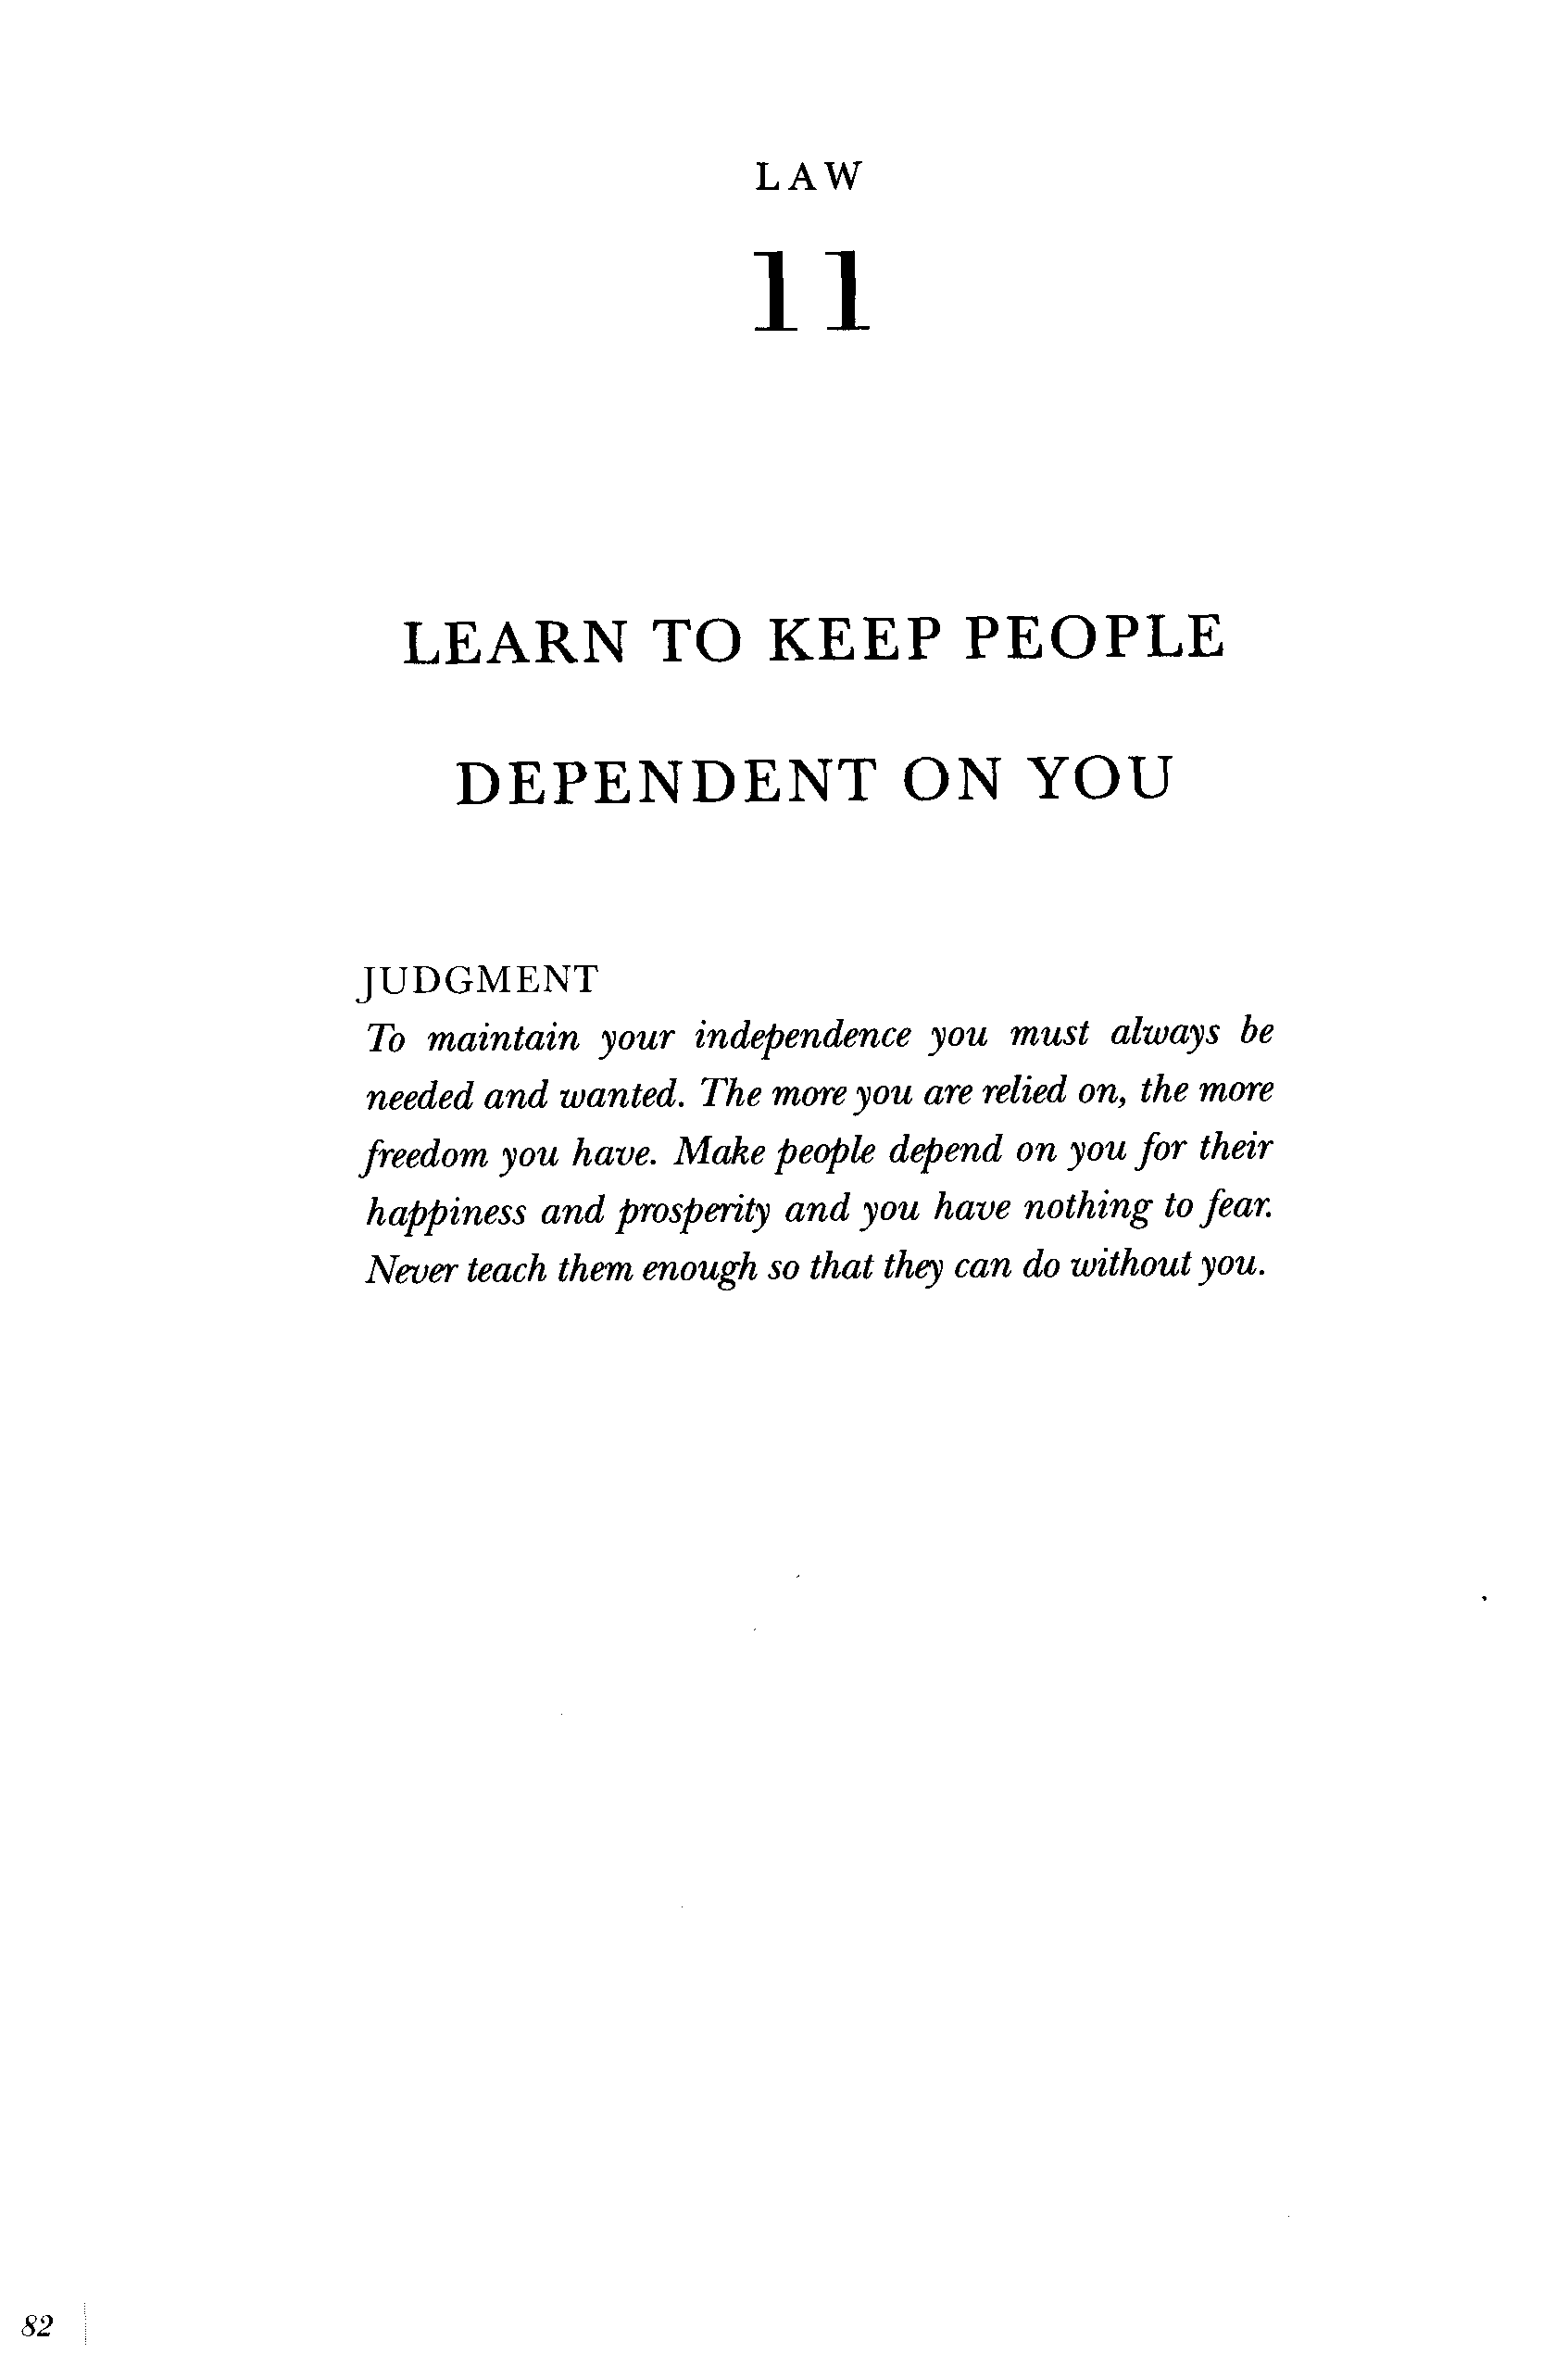 LAW
11
LEARN TO KEEP PEOPLE
DEPENDENT ON YOU
JUDGMENT
To maintain your independence you must always be
needed and wanted. The more you are relied on, the more
freedom you have. Make people depend on you for their
happiness and prosperity and you have nothing to fear.
Never teach them enough so that they can do without you.
82